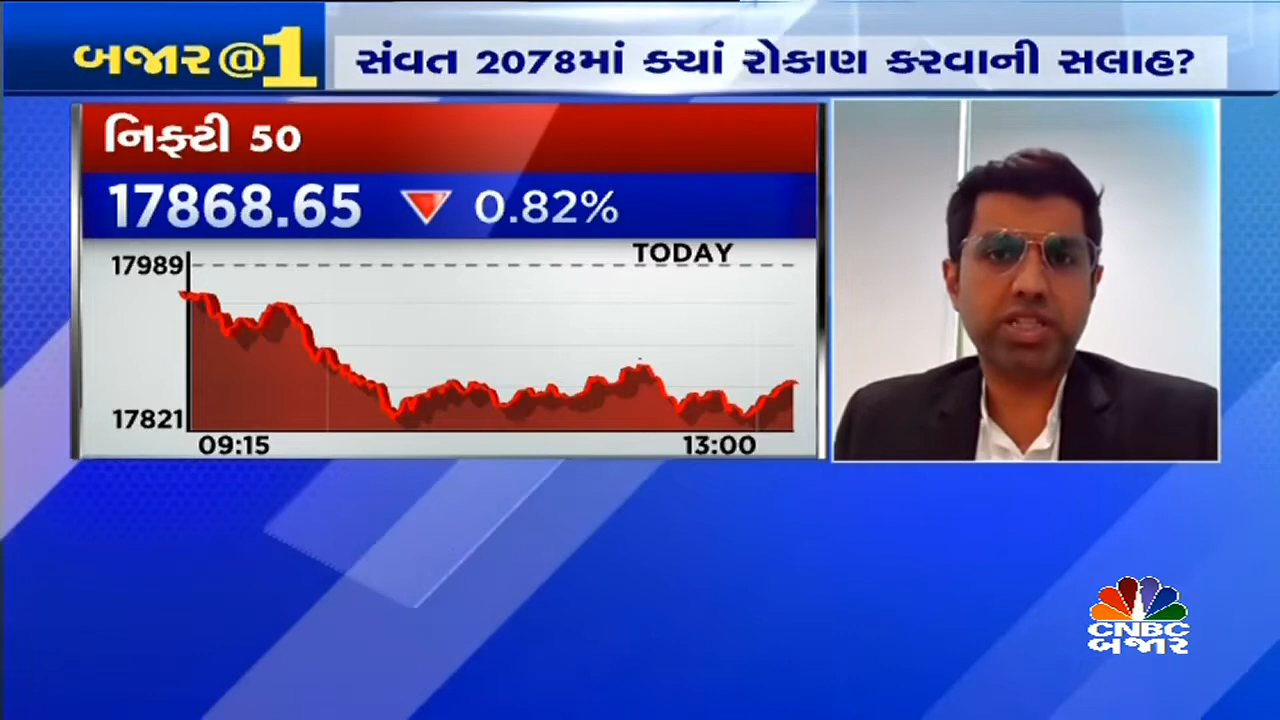 બજાર@1
સંવત 2078માં ક્યાં રોકાણ કરવાની સલાહ?
નિફ્ટી 50
17868.65 0.82%
TODAY
17989
17821
09:15 13:00
CNBC
બજાર